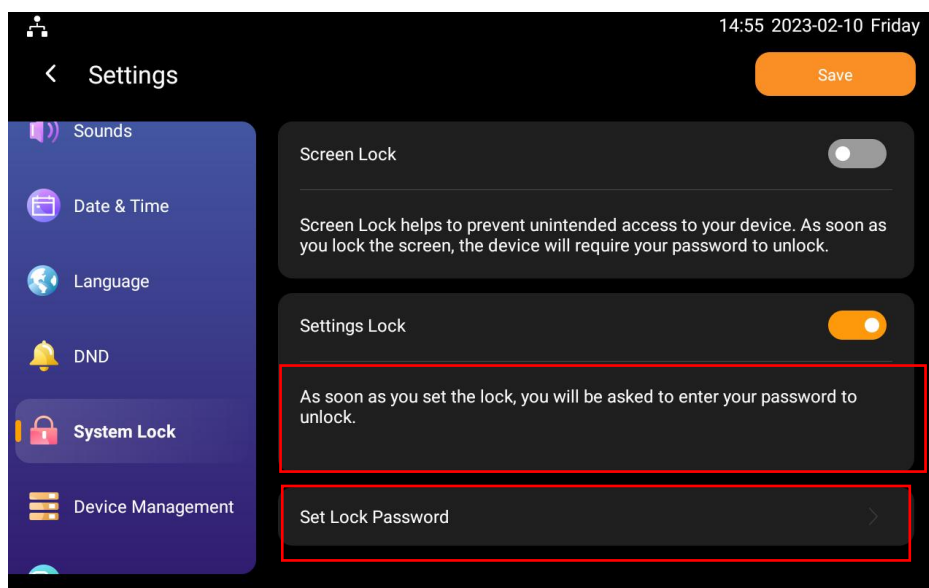 14:55 2023-02-10 Friday
Settings
Save
Sounds
Date & Time
Language
DND
System Lock
Device Management
Screen Lock
Screen Lock helps to prevent unintended access to your device. As soon as
you lock the screen, the device will require your password to unlock.
Settings Lock
As soon as you set the lock, you will be asked to enter your password to
unlock.
Set Lock Password